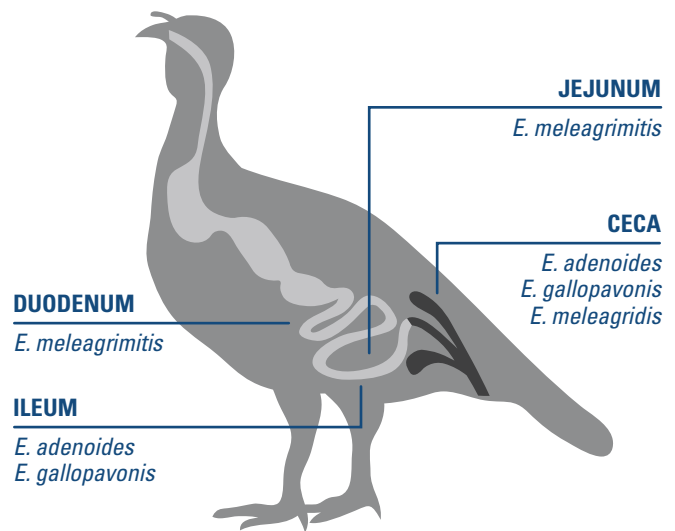 JEJUNUM
E. meleagrimitis
CECA
E. adenoides
E. gallopavonis
E. meleagridis
DUODENUM
E. meleagrimitis
ILEUM
E. adenoides
E. gallopavonis